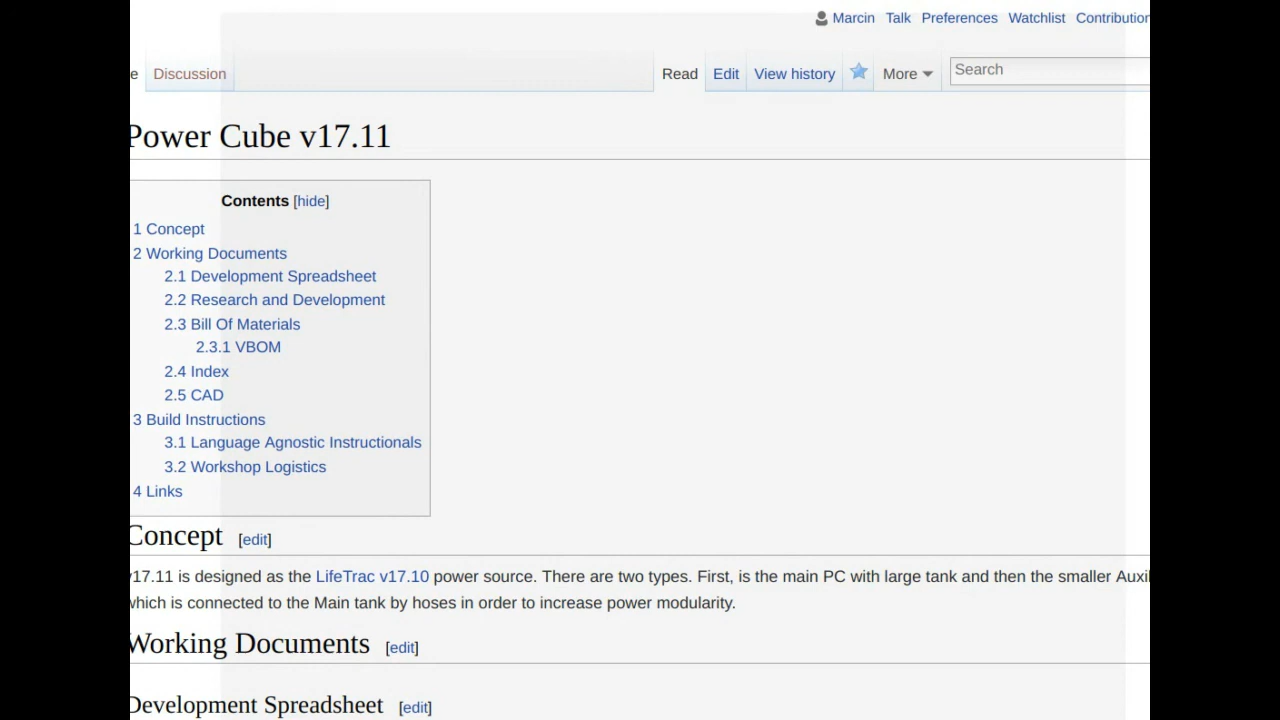 Marcin Talk Preferences Watchlist Contribution
e Discussion Read Edit View history More Search
Power Cube v17.11
Contents [hide]
1 Concept
2 Working Documents
2.1 Development Spreadsheet
2.2 Research and Development
2.3 Bill Of Materials
2.3.1 VBOM
2.4 Index
2.5 CAD
3 Build Instructions
3.1 Language Agnostic Instructionals
3.2 Workshop Logistics
4 Links
Concept [edit]
v17.11 is designed as the LifeTrac v17.10 power source. There are two types. First, is the main PC with large tank and then the smaller Auxil
which is connected to the Main tank by hoses in order to increase power modularity.
Working Documents [edit]
Development Spreadsheet [edit]